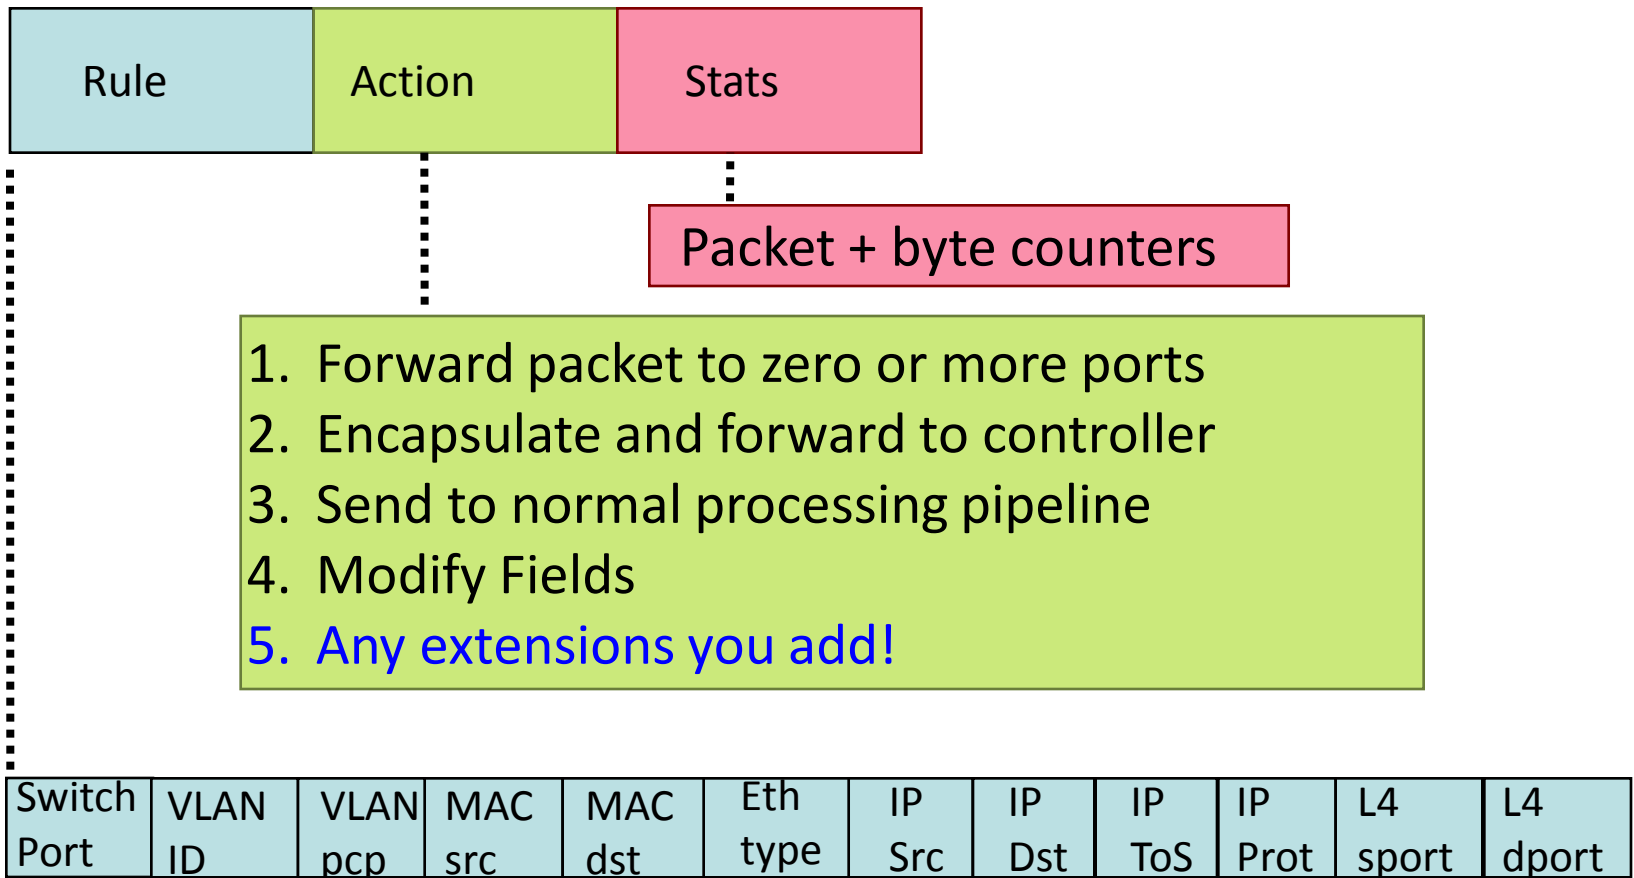 Rule Action Stats
Packet + byte counters
1. Forward packet to zero or more ports
2. Encapsulate and forward to controller
3. Send to normal processing pipeline
4. Modify Fields
5. Any extensions you add!
Switch Port
VLAN ID
VLAN pcp
MAC src
MAC dst
Eth type
IP Src
IP Dst
IP ToS
IP Prot
L4 sport
L4 dport